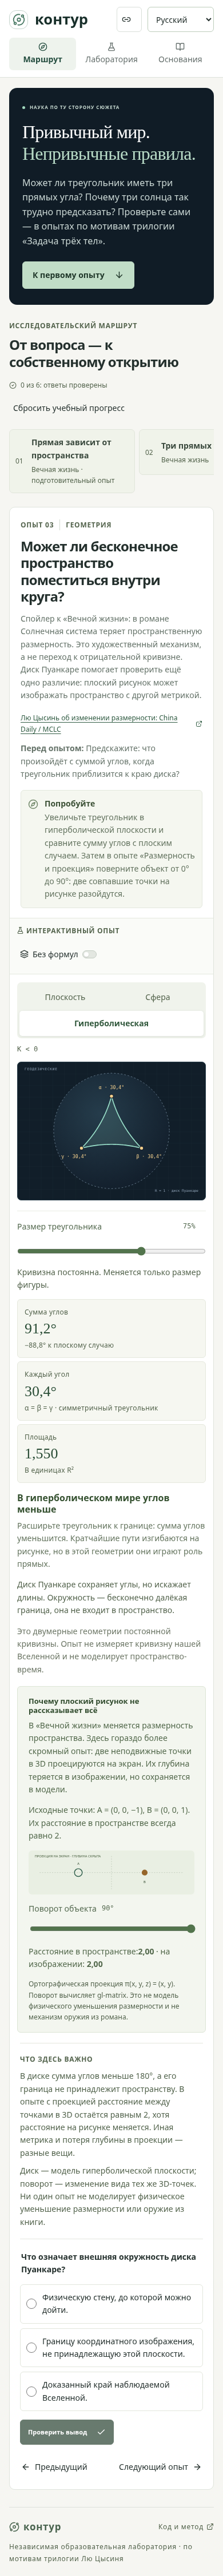 контур
Русский
Маршрут
Лаборатория
Основания
НАУКА ПО ТУ СТОРОНУ СЮЖЕТА
Привычный мир.
Непривычные правила.
Может ли треугольник иметь три
прямых угла? Почему три солнца так
трудно предсказать? Проверьте сами
— в опытах по мотивам трилогии
«Задача трёх тел».
К первому опыту
ИССЛЕДОВАТЕЛЬСКИЙ МАРШРУТ
От вопроса — к
собственному открытию
0 из 6: ответы проверены
Сбросить учебный прогресс
01
Прямая зависит от
пространства
Вечная жизнь ·
подготовительный опыт
02
Три прямых
Вечная жизнь
ОПЫТ 03
ГЕОМЕТРИЯ
Может ли бесконечное
пространство
поместиться внутри
круга?
Спойлер к «Вечной жизни»: в романе
Солнечная система теряет пространственную
размерность. Это художественный механизм,
а не переход к отрицательной кривизне.
Диск Пуанкаре помогает проверить ещё
одно различие: плоский рисунок может
изображать пространство с другой метрикой.
Лю Цысинь об изменении размерности: China
Daily / MCLC
Перед опытом: Предскажите: что
произойдёт с суммой углов, когда
треугольник приблизится к краю диска?
Попробуйте
Увеличьте треугольник в
гиперболической плоскости и
сравните сумму углов с плоским
случаем. Затем в опыте «Размерность
и проекция» поверните объект от 0°
до 90°: две совпавшие точки на
рисунке разойдутся.
ИНТЕРАКТИВНЫЙ ОПЫТ
Без формул
Плоскость
Сфера
Гиперболическая
K < 0
ГЕОДЕЗИЧЕСКИЕ
α · 30,4°
γ · 30,4°
β · 30,4°
Размер треугольника
75%
Кривизна постоянна. Меняется только размер
фигуры.
Сумма углов
91,2°
−88,8° к плоскому случаю
Каждый угол
30,4°
α = β = γ · симметричный треугольник
Площадь
1,550
В единицах R²
В гиперболическом мире углов
меньше
Расширьте треугольник к границе: сумма углов
уменьшится. Кратчайшие пути изгибаются на
рисунке, но в этой геометрии они играют роль
прямых.
Диск Пуанкаре сохраняет углы, но искажает
длины. Окружность — бесконечно далёкая
граница, она не входит в пространство.
Это двумерные геометрии постоянной
кривизны. Опыт не измеряет кривизну нашей
Вселенной и не моделирует пространство-
время.
Почему плоский рисунок не
рассказывает всё
В «Вечной жизни» меняется размерность
пространства. Здесь гораздо более
скромный опыт: две неподвижные точки
в 3D проецируются на экран. Их глубина
теряется в изображении, но сохраняется
в модели.
Исходные точки: A = (0, 0, −1), B = (0, 0, 1).
Их расстояние в пространстве всегда
равно 2.
A
B
Поворот объекта
90°
Расстояние в пространстве:2,00 · на
изображении: 2,00
Ортографическая проекция π(x, y, z) = (x, y).
Поворот вычисляет gl-matrix. Это не модель
физического уменьшения размерности и не
механизм оружия из романа.
ЧТО ЗДЕСЬ ВАЖНО
В диске сумма углов меньше 180°, а его
граница не принадлежит пространству. В
опыте с проекцией расстояние между
точками в 3D остаётся равным 2, хотя
расстояние на рисунке меняется. Иная
метрика и потеря глубины в проекции —
разные вещи.
Диск — модель гиперболической плоскости;
поворот — изменение вида тех же 3D-точек.
Ни один опыт не моделирует физическое
уменьшение размерности или оружие из
книги.
Что означает внешняя окружность диска
Пуанкаре?
Физическую стену, до которой можно
дойти.
Границу координатного изображения,
не принадлежащую этой плоскости.
Доказанный край наблюдаемой
Вселенной.
Проверить вывод
Предыдущий
Следующий опыт
контур
Код и метод
Независимая образовательная лаборатория · по
мотивам трилогии Лю Цысиня